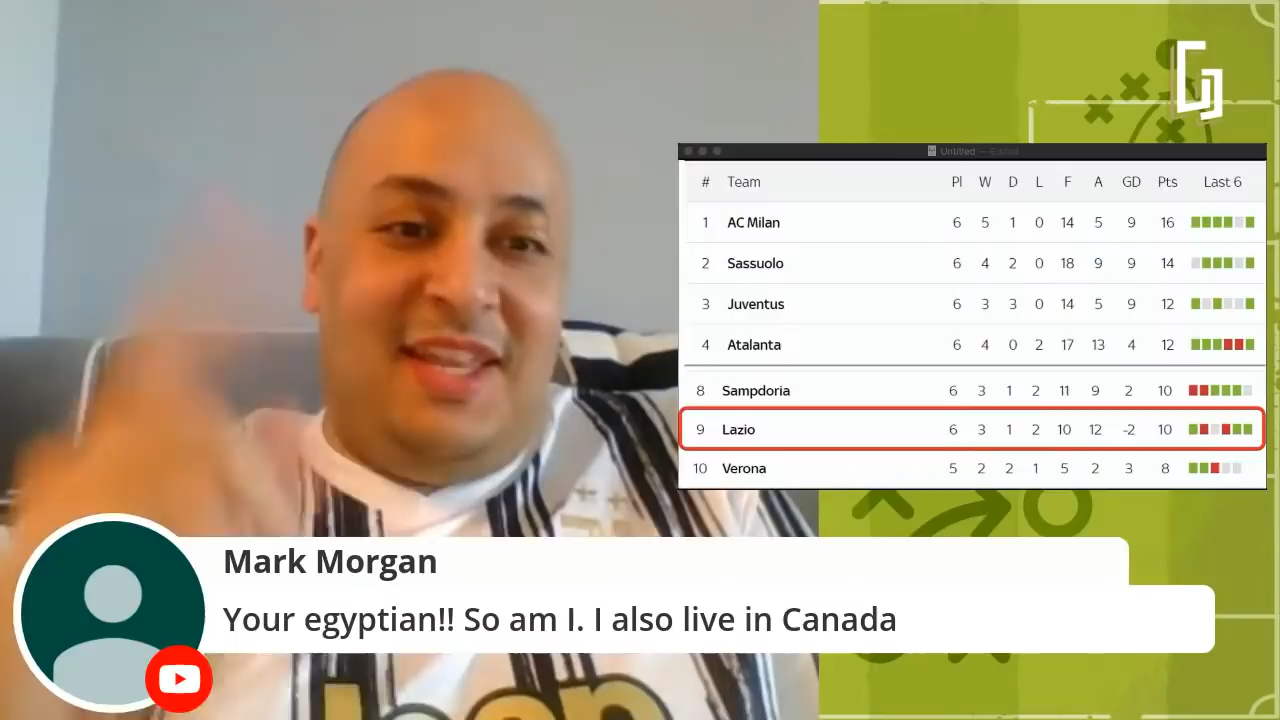 Untitled — Edited
# Team Pl W D L F A GD Pts Last 6
1 AC Milan 6 5 1 0 14 5 9 16
2 Sassuolo 6 4 2 0 18 9 9 14
3 Juventus 6 3 3 0 14 5 9 12
4 Atalanta 6 4 0 2 17 13 4 12
8 Sampdoria 6 3 1 2 11 9 2 10
9 Lazio 6 3 1 2 10 12 -2 10
10 Verona 5 2 2 1 5 2 3 8
Mark Morgan
Your egyptian!! So am I. I also live in Canada
Jeep